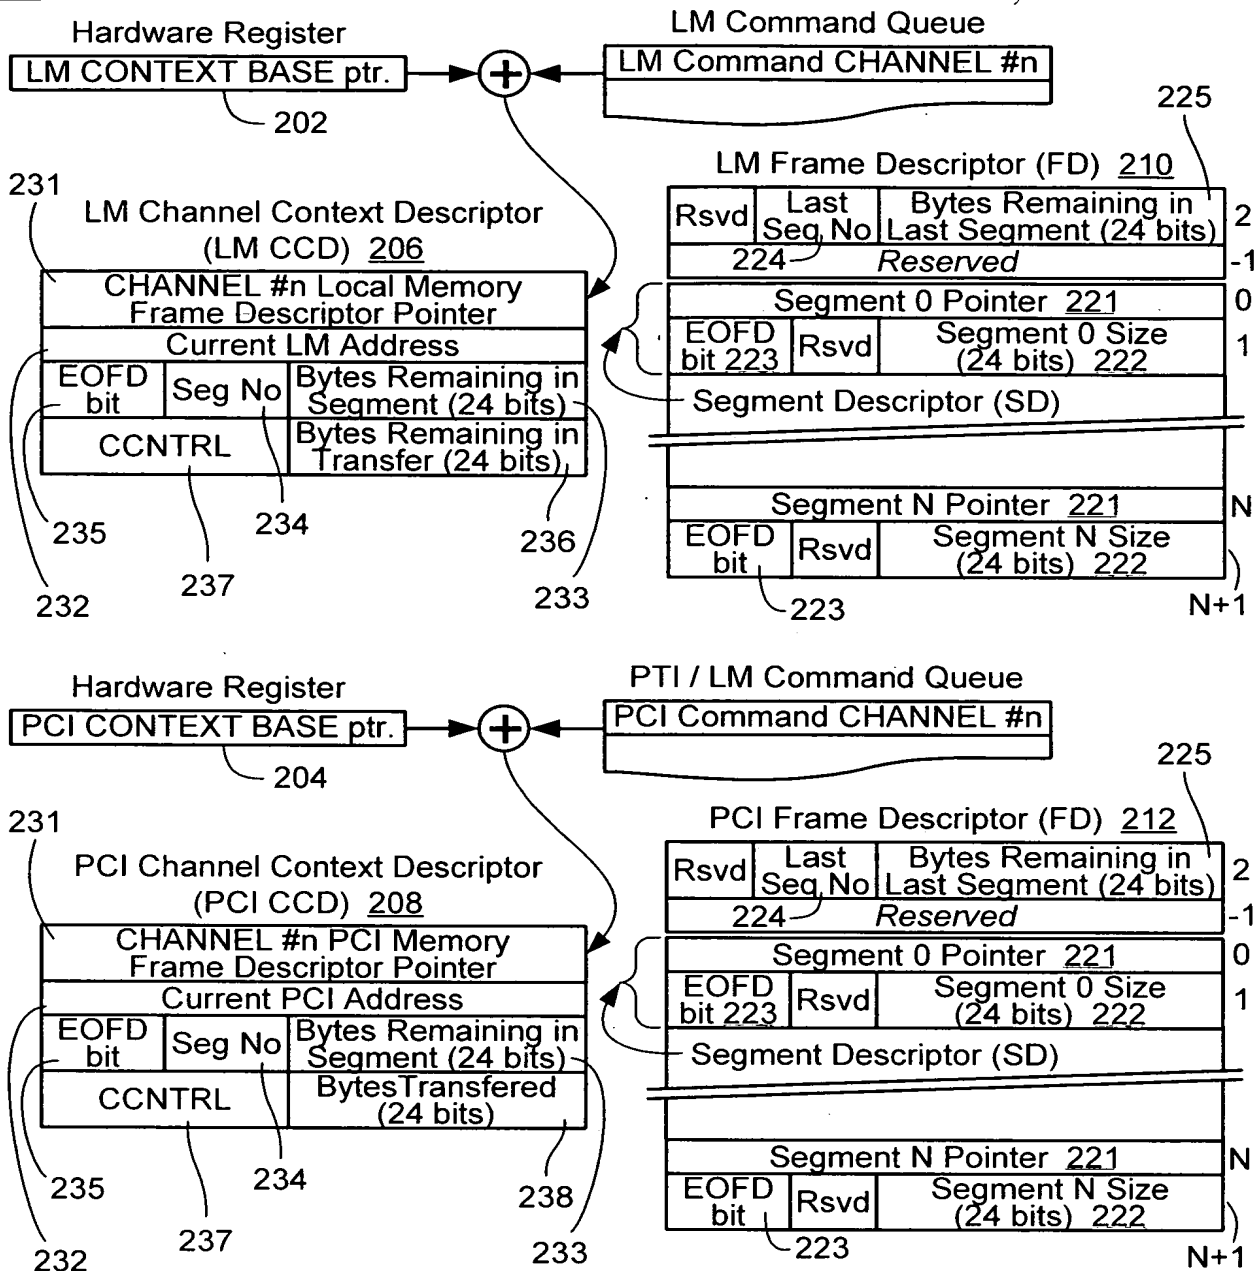 Hardware Register
LM CONTEXT BASE ptr.
202
LM Command Queue
LM Command CHANNEL #n
231
LM Channel Context Descriptor
(LM CCD) 206
CHANNEL #n Local Memory
Frame Descriptor Pointer
Current LM Address
EOFD
bit
Seg No
Bytes Remaining in
Segment (24 bits)
CCNTRL
Bytes Remaining in
Transfer (24 bits)
235
234
236
237
232
233
225
LM Frame Descriptor (FD) 210
Rsvd
Last
Seq No
Bytes Remaining in
Last Segment (24 bits)
2
224
Reserved
-1
Segment 0 Pointer 221
0
EOFD
bit 223
Rsvd
Segment 0 Size
(24 bits) 222
1
Segment Descriptor (SD)
Segment N Pointer 221
N
EOFD
bit
Rsvd
Segment N Size
(24 bits) 222
223
N+1
Hardware Register
PCI CONTEXT BASE ptr.
204
PTI / LM Command Queue
PCI Command CHANNEL #n
231
PCI Channel Context Descriptor
(PCI CCD) 208
CHANNEL #n PCI Memory
Frame Descriptor Pointer
Current PCI Address
EOFD
bit
Seg No
Bytes Remaining in
Segment (24 bits)
CCNTRL
BytesTransfered
(24 bits)
235
234
238
237
232
233
225
PCI Frame Descriptor (FD) 212
Rsvd
Last
Seq No
Bytes Remaining in
Last Segment (24 bits)
2
224
Reserved
-1
Segment 0 Pointer 221
0
EOFD
bit 223
Rsvd
Segment 0 Size
(24 bits) 222
1
Segment Descriptor (SD)
Segment N Pointer 221
N
EOFD
bit
Rsvd
Segment N Size
(24 bits) 222
223
N+1